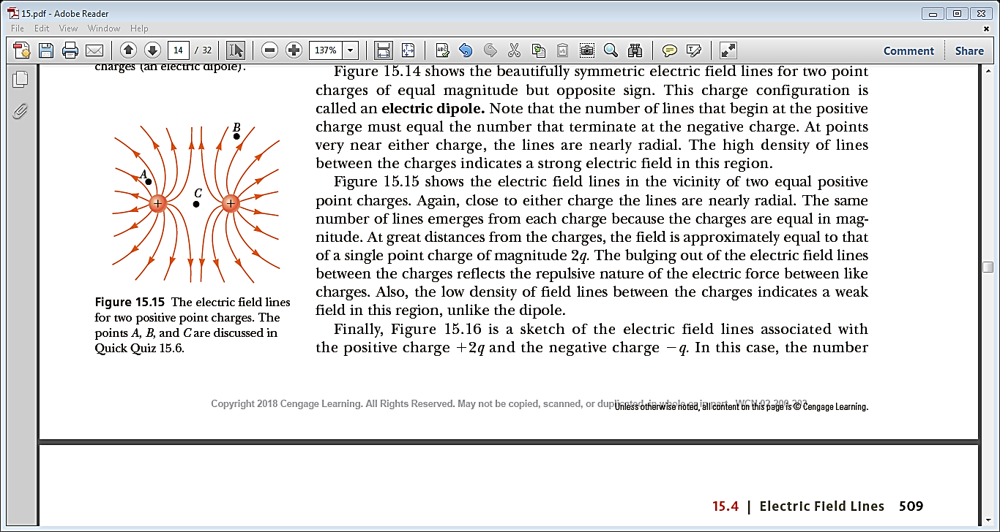 15.pdf - Adobe Reader
File Edit View Window Help
14 / 32 137% Comment Share
charges (an electric dipole).
A
B
C
+ +
Figure 15.15 The electric field lines
for two positive point charges. The
points A, B, and C are discussed in
Quick Quiz 15.6.
Figure 15.14 shows the beautifully symmetric electric field lines for two point
charges of equal magnitude but opposite sign. This charge configuration is
called an electric dipole. Note that the number of lines that begin at the positive
charge must equal the number that terminate at the negative charge. At points
very near either charge, the lines are nearly radial. The high density of lines
between the charges indicates a strong electric field in this region.
Figure 15.15 shows the electric field lines in the vicinity of two equal positive
point charges. Again, close to either charge the lines are nearly radial. The same
number of lines emerges from each charge because the charges are equal in mag-
nitude. At great distances from the charges, the field is approximately equal to that
of a single point charge of magnitude 2q. The bulging out of the electric field lines
between the charges reflects the repulsive nature of the electric force between like
charges. Also, the low density of field lines between the charges indicates a weak
field in this region, unlike the dipole.
Finally, Figure 15.16 is a sketch of the electric field lines associated with
the positive charge +2q and the negative charge −q. In this case, the number
Copyright 2018 Cengage Learning. All Rights Reserved. May not be copied, scanned, or duplicated, in whole or in part.
Unless otherwise noted, all content on this page is © Cengage Learning.
15.4 | Electric Field Lines 509